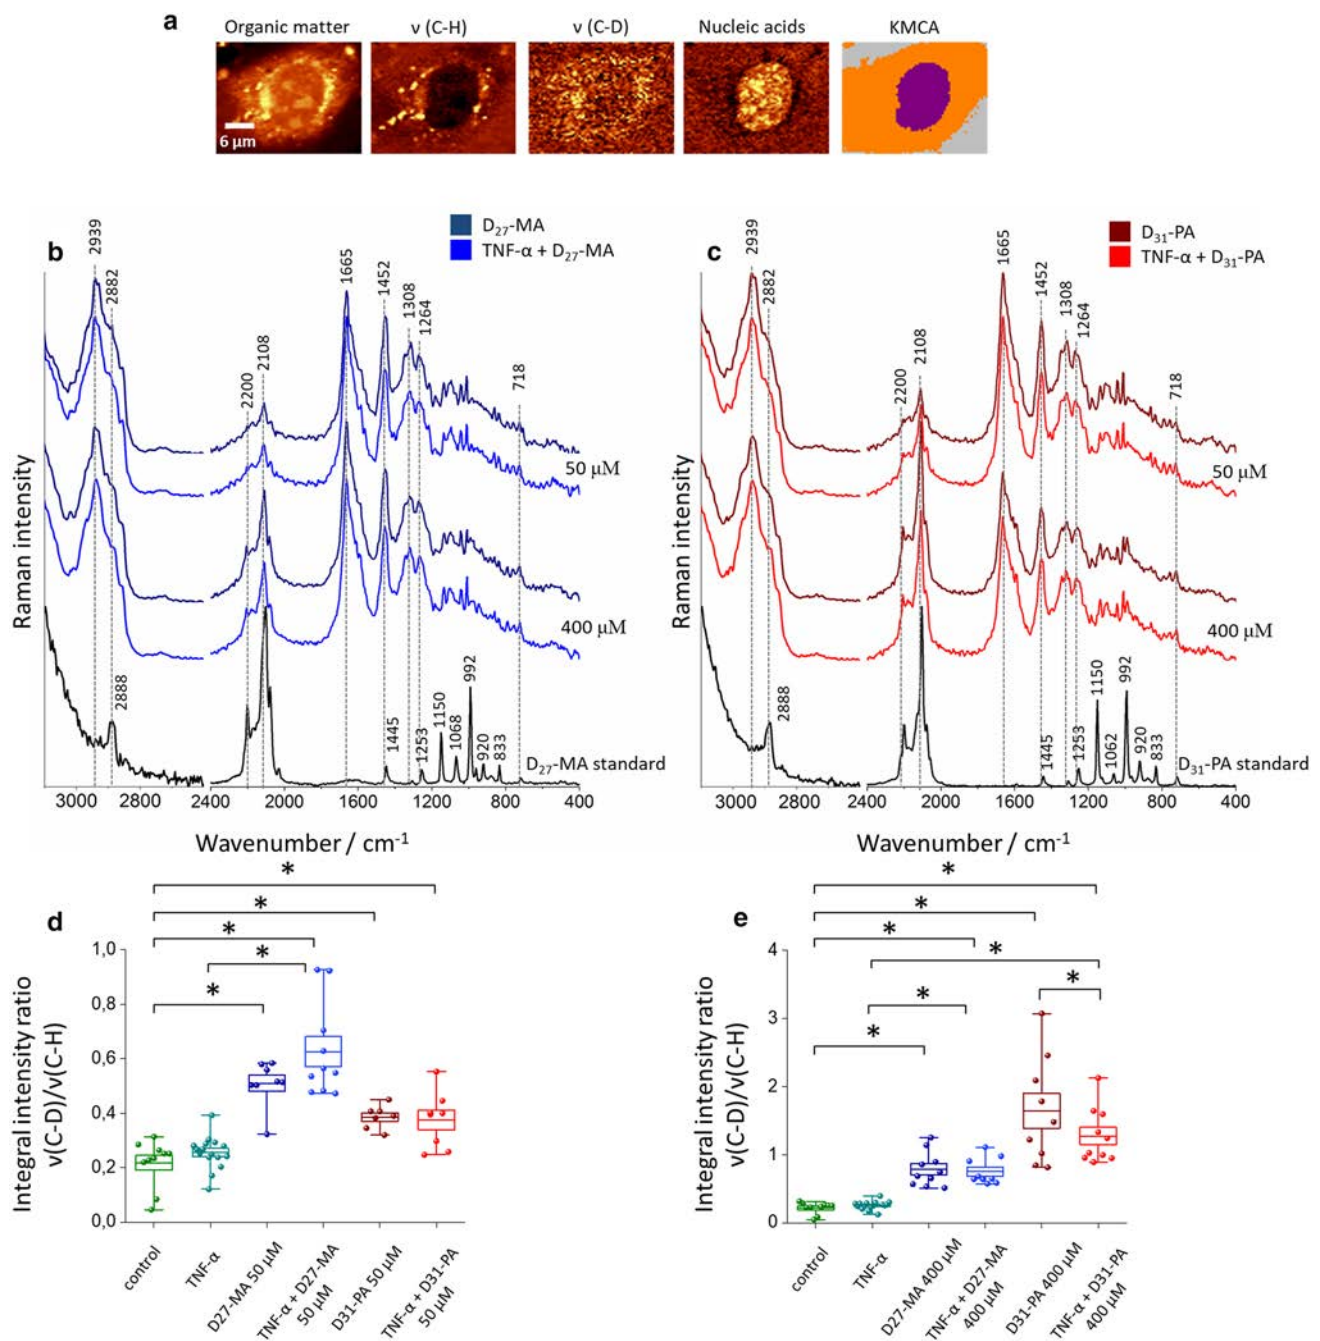 a
Organic matter
ν (C-H)
ν (C-D)
Nucleic acids
KMCA
6 µm
b
D27-MA
TNF-α + D27-MA
2939
2882
2200
2108
1665
1452
1308
1264
718
50 µM
400 µM
2888
1445
1253
1150
1068
992
920
833
D27-MA standard
Raman intensity
3000 2800 2400 2000 1600 1200 800 400
Wavenumber / cm-1
c
D31-PA
TNF-α + D31-PA
2939
2882
2200
2108
1665
1452
1308
1264
718
50 µM
400 µM
2888
1445
1253
1150
1062
992
920
833
D31-PA standard
Raman intensity
3000 2800 2400 2000 1600 1200 800 400
Wavenumber / cm-1
d
* * * * *
Integral intensity ratio
ν(C-D)/ν(C-H)
1,0
0,8
0,6
0,4
0,2
0,0
control
TNF-α
D27-MA 50 µM
TNF-α + D27-MA
50 µM
D31-PA 50 µM
TNF-α + D31-PA
50 µM
e
* * * * * * *
Integral intensity ratio
ν(C-D)/ν(C-H)
4
3
2
1
0
control
TNF-α
D27-MA 400 µM
TNF-α + D27-MA
400 µM
D31-PA 400 µM
TNF-α + D31-PA
400 µM